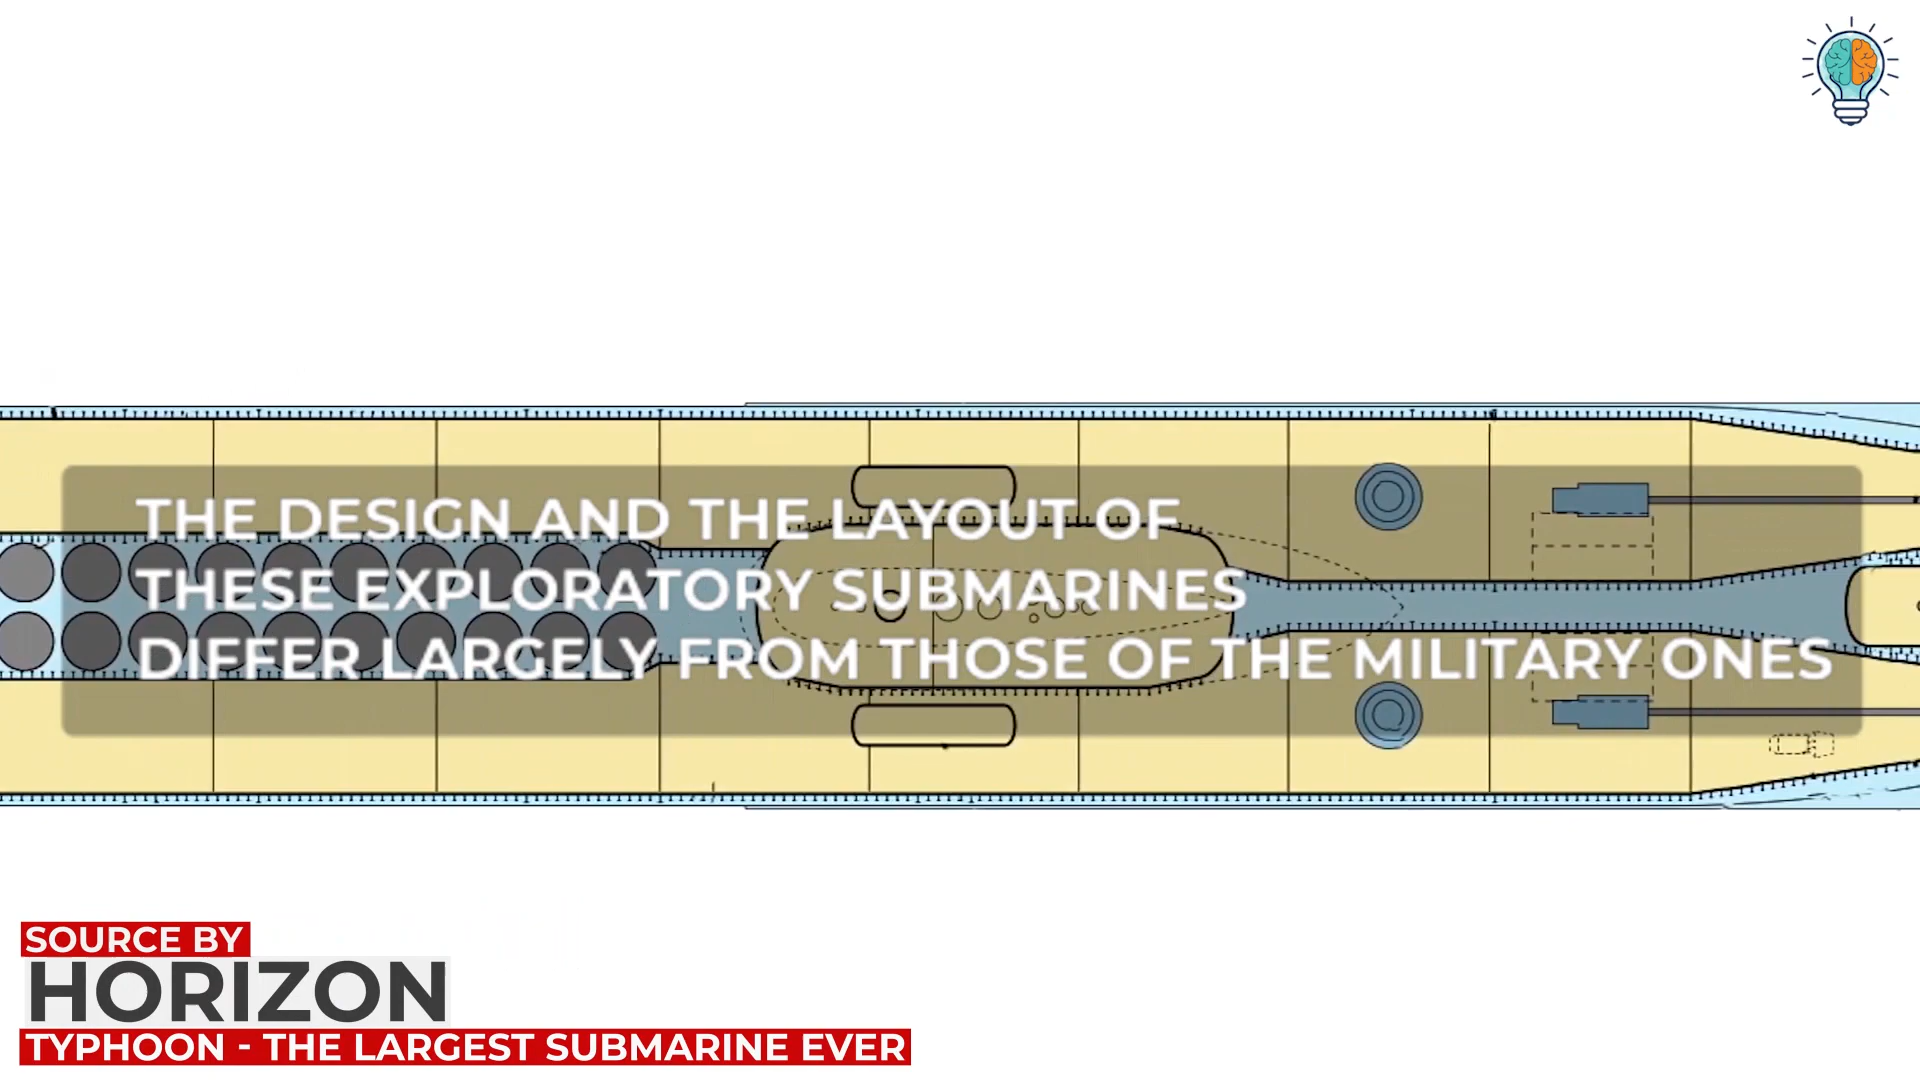 THE DESIGN AND THE LAYOUT OF
THESE EXPLORATORY SUBMARINES
DIFFER LARGELY FROM THOSE OF THE MILITARY ONES
SOURCE BY
HORIZON
TYPHOON - THE LARGEST SUBMARINE EVER